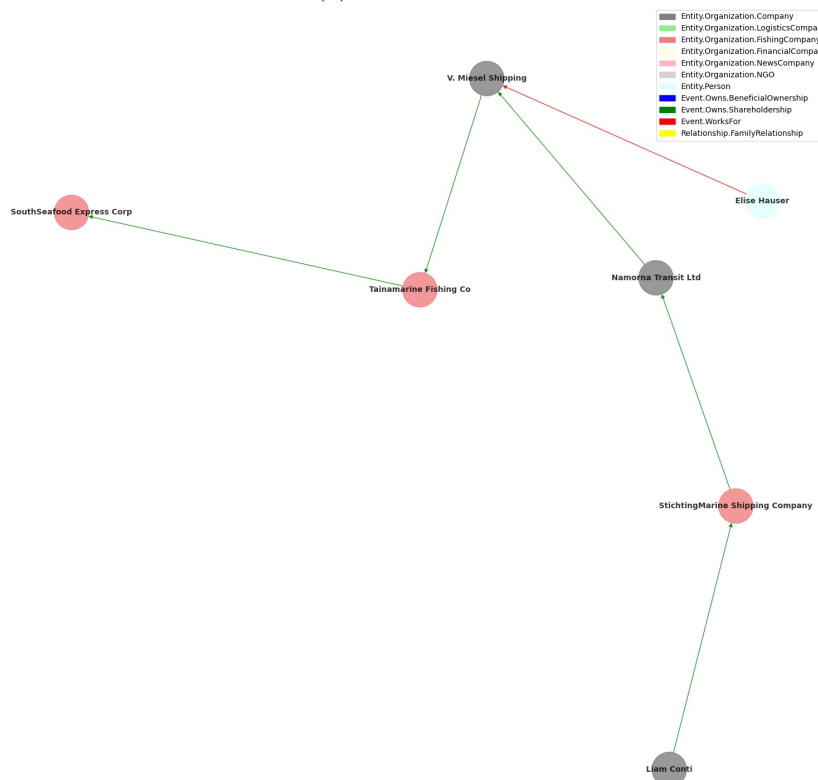 Entity.Organization.Company
Entity.Organization.LogisticsCompa
Entity.Organization.FishingCompany
Entity.Organization.FinancialCompa
Entity.Organization.NewsCompany
Entity.Organization.NGO
Entity.Person
Event.Owns.BeneficialOwnership
Event.Owns.Shareholdership
Event.WorksFor
Relationship.FamilyRelationship
V. Miesel Shipping
Elise Hauser
SouthSeafood Express Corp
Namorna Transit Ltd
Tainamarine Fishing Co
StichtingMarine Shipping Company
Liam Conti